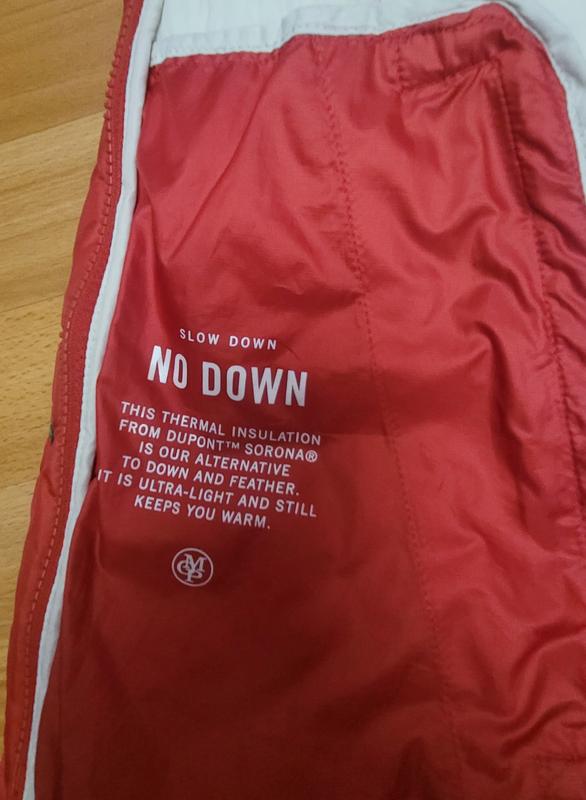 SLOW DOWN
NO DOWN
THIS THERMAL INSULATION
FROM DUPONT™ SORONA®
IS OUR ALTERNATIVE
TO DOWN AND FEATHER.
IT IS ULTRA-LIGHT AND STILL
KEEPS YOU WARM.
MOP